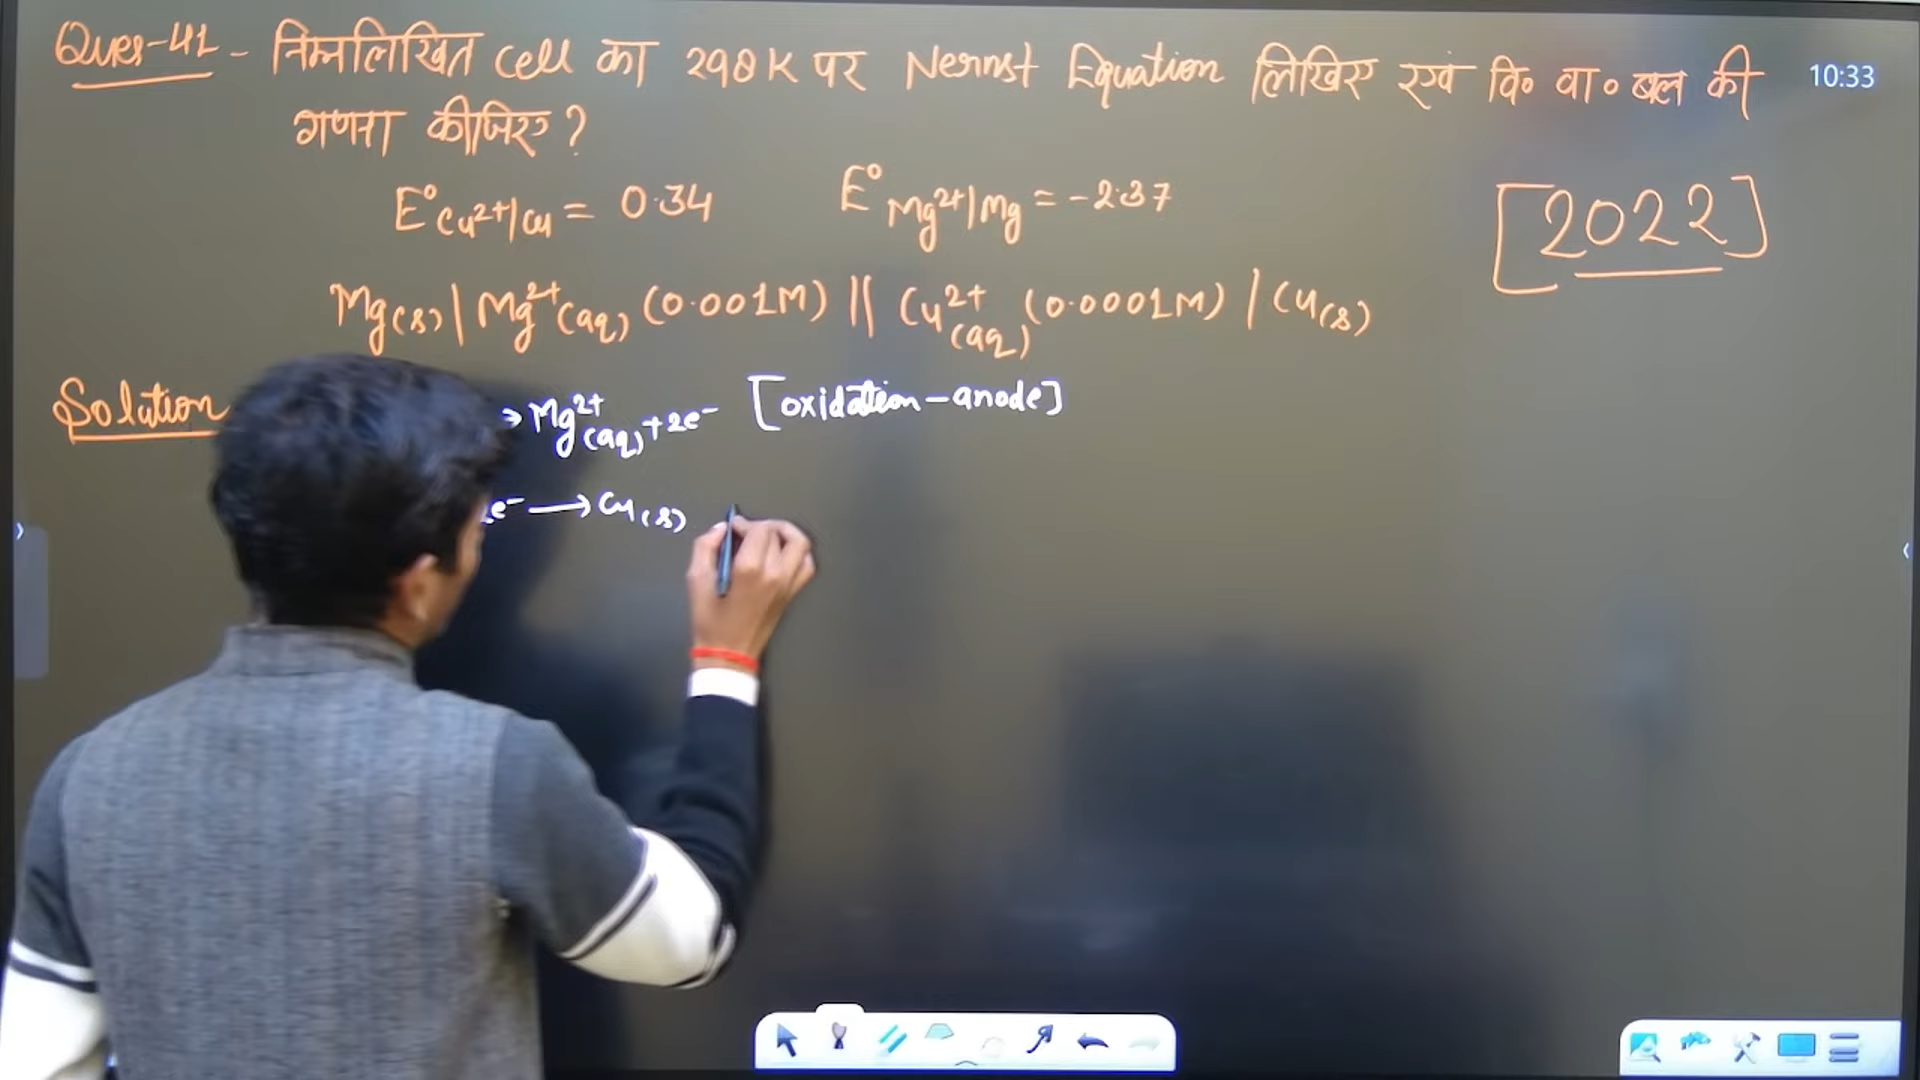 Ques-41 - निम्नलिखित cell का 298K पर Nernst Equation लिखिए एवं वि० वा० बल की
10:33
गणना कीजिए ?
E°Cu²⁺/Cu = 0.34 E°Mg²⁺/Mg = -2.37
[2022]
Mg(s) | Mg²⁺(aq) (0.001M) || Cu²⁺(aq) (0.0001M) | Cu(s)
Solution → Mg²⁺(aq) + 2e⁻ [oxidation-anode]
e⁻ → Cu(s)